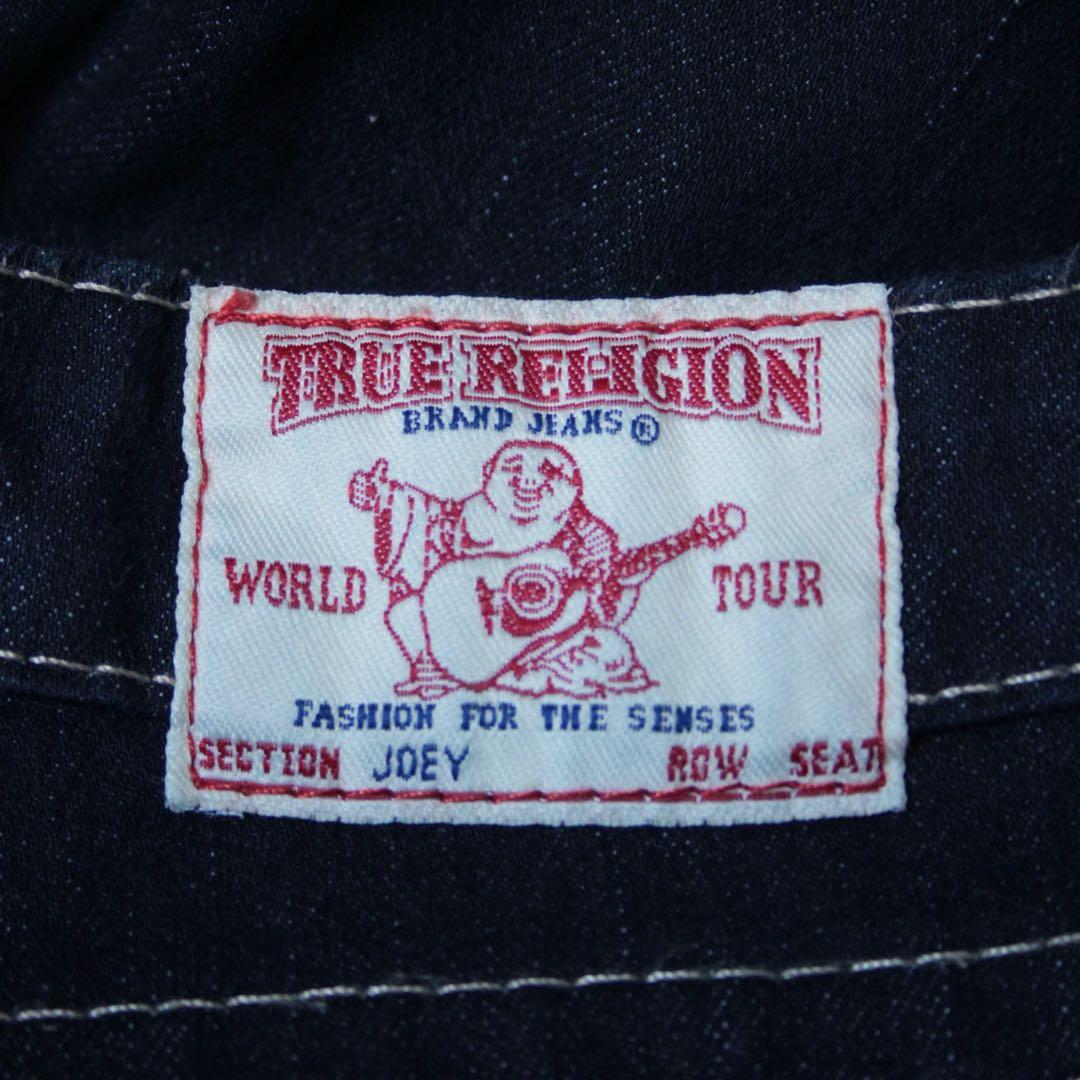 TRUE RELIGION
BRAND JEANS®
WORLD TOUR
FASHION FOR THE SENSES
SECTION JOEY ROW SEAT